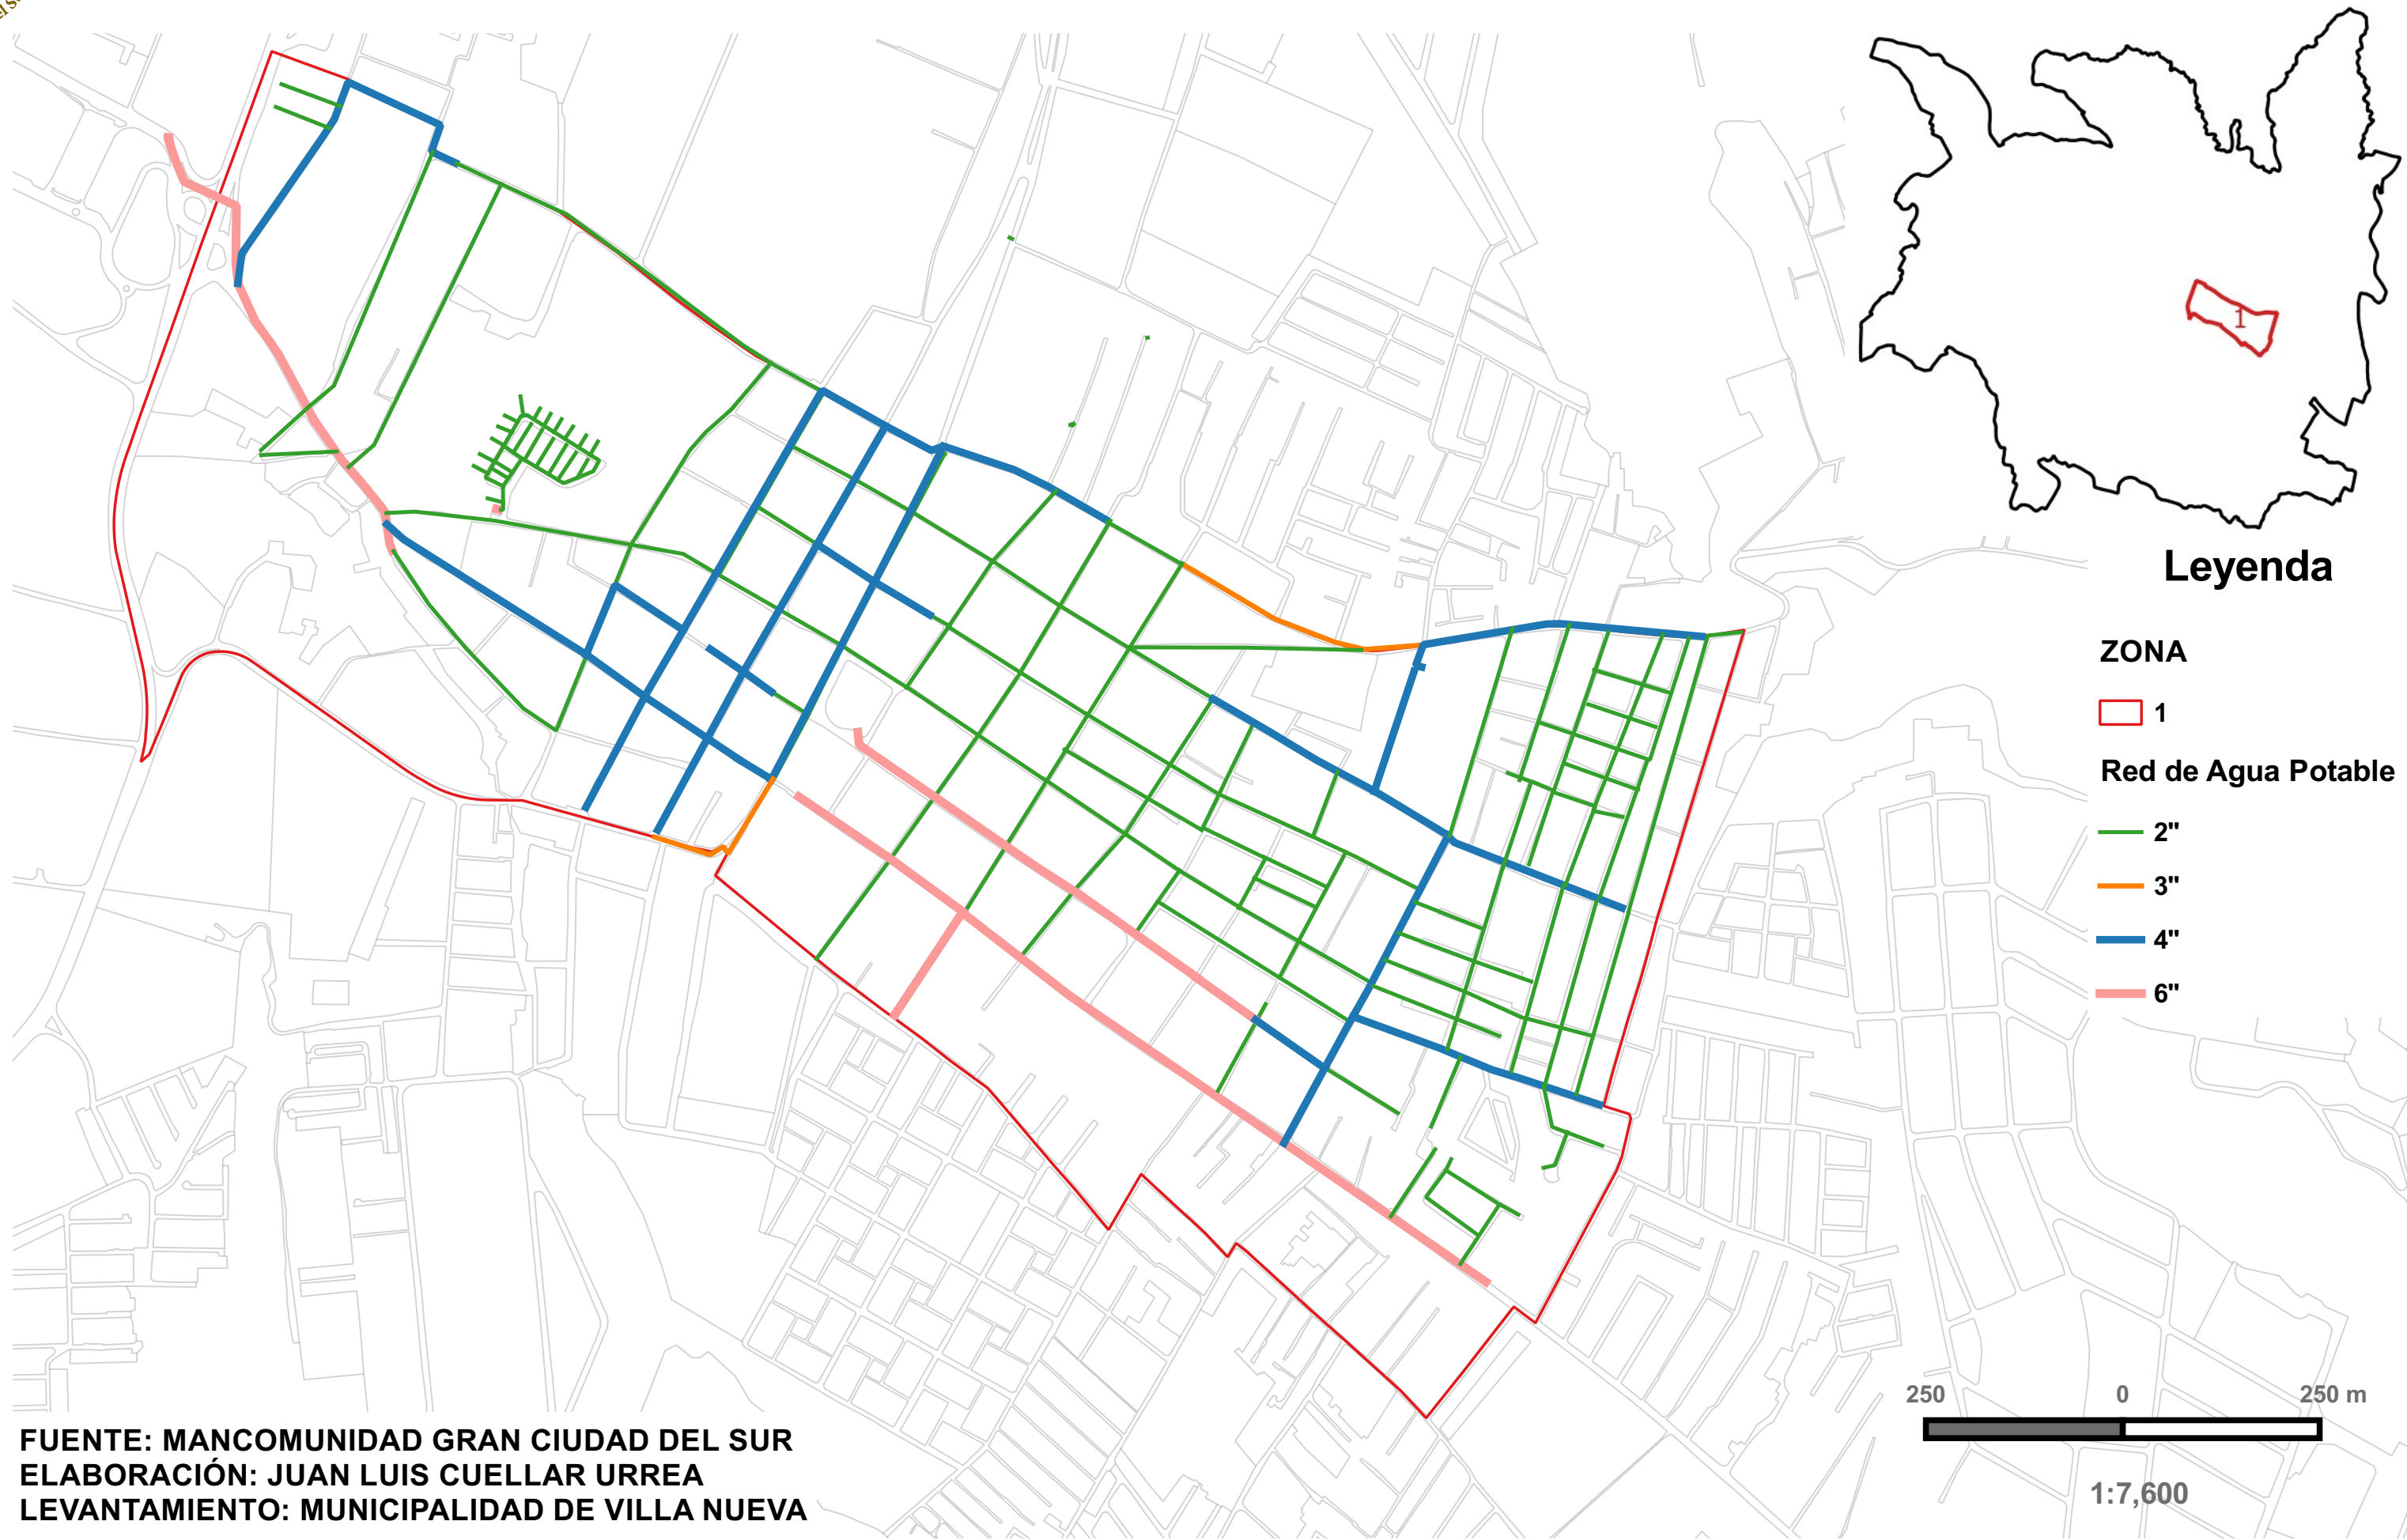 1
Leyenda
ZONA
1
Red de Agua Potable
2"
3"
4"
6"
250 0 250 m
1:7,600
FUENTE: MANCOMUNIDAD GRAN CIUDAD DEL SUR
ELABORACIÓN: JUAN LUIS CUELLAR URREA
LEVANTAMIENTO: MUNICIPALIDAD DE VILLA NUEVA